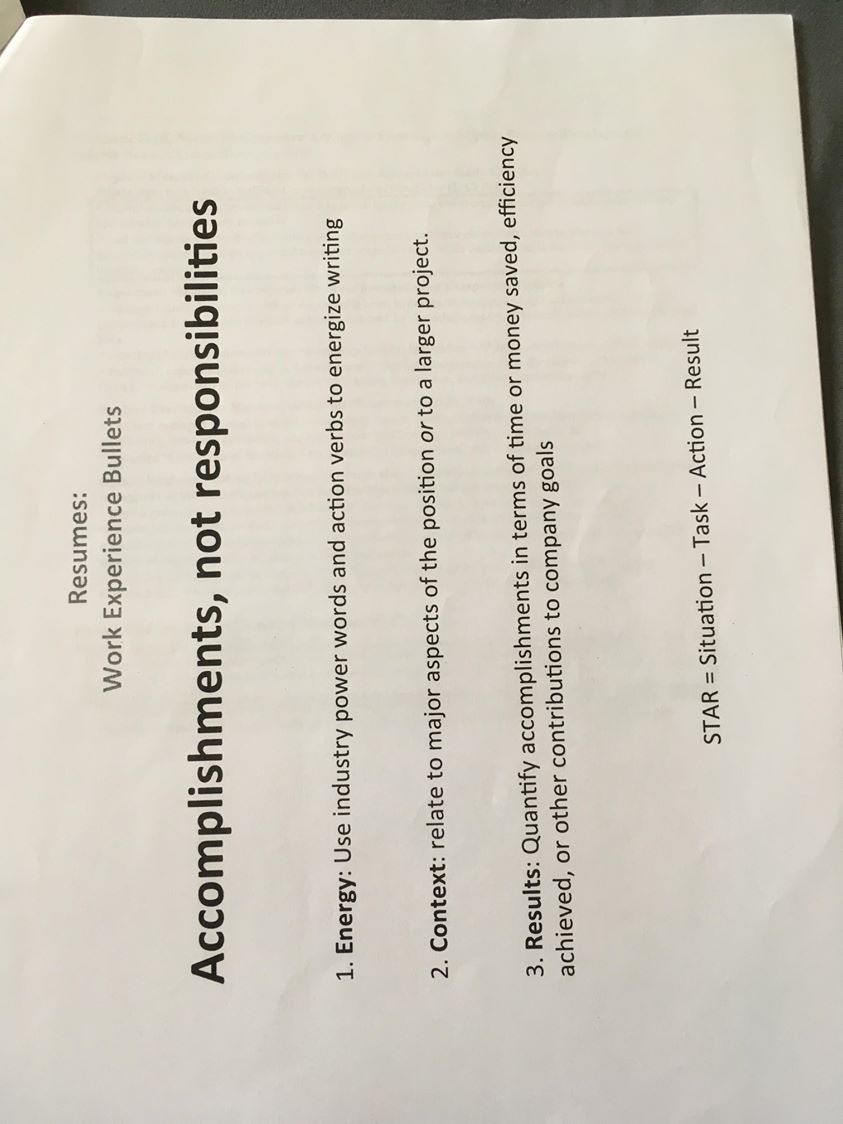 Resumes:
Work Experience Bullets
Accomplishments, not responsibilities
1. Energy: Use industry power words and action verbs to energize writing
2. Context: relate to major aspects of the position or to a larger project.
3. Results: Quantify accomplishments in terms of time or money saved, efficiency
achieved, or other contributions to company goals
STAR = Situation – Task – Action – Result